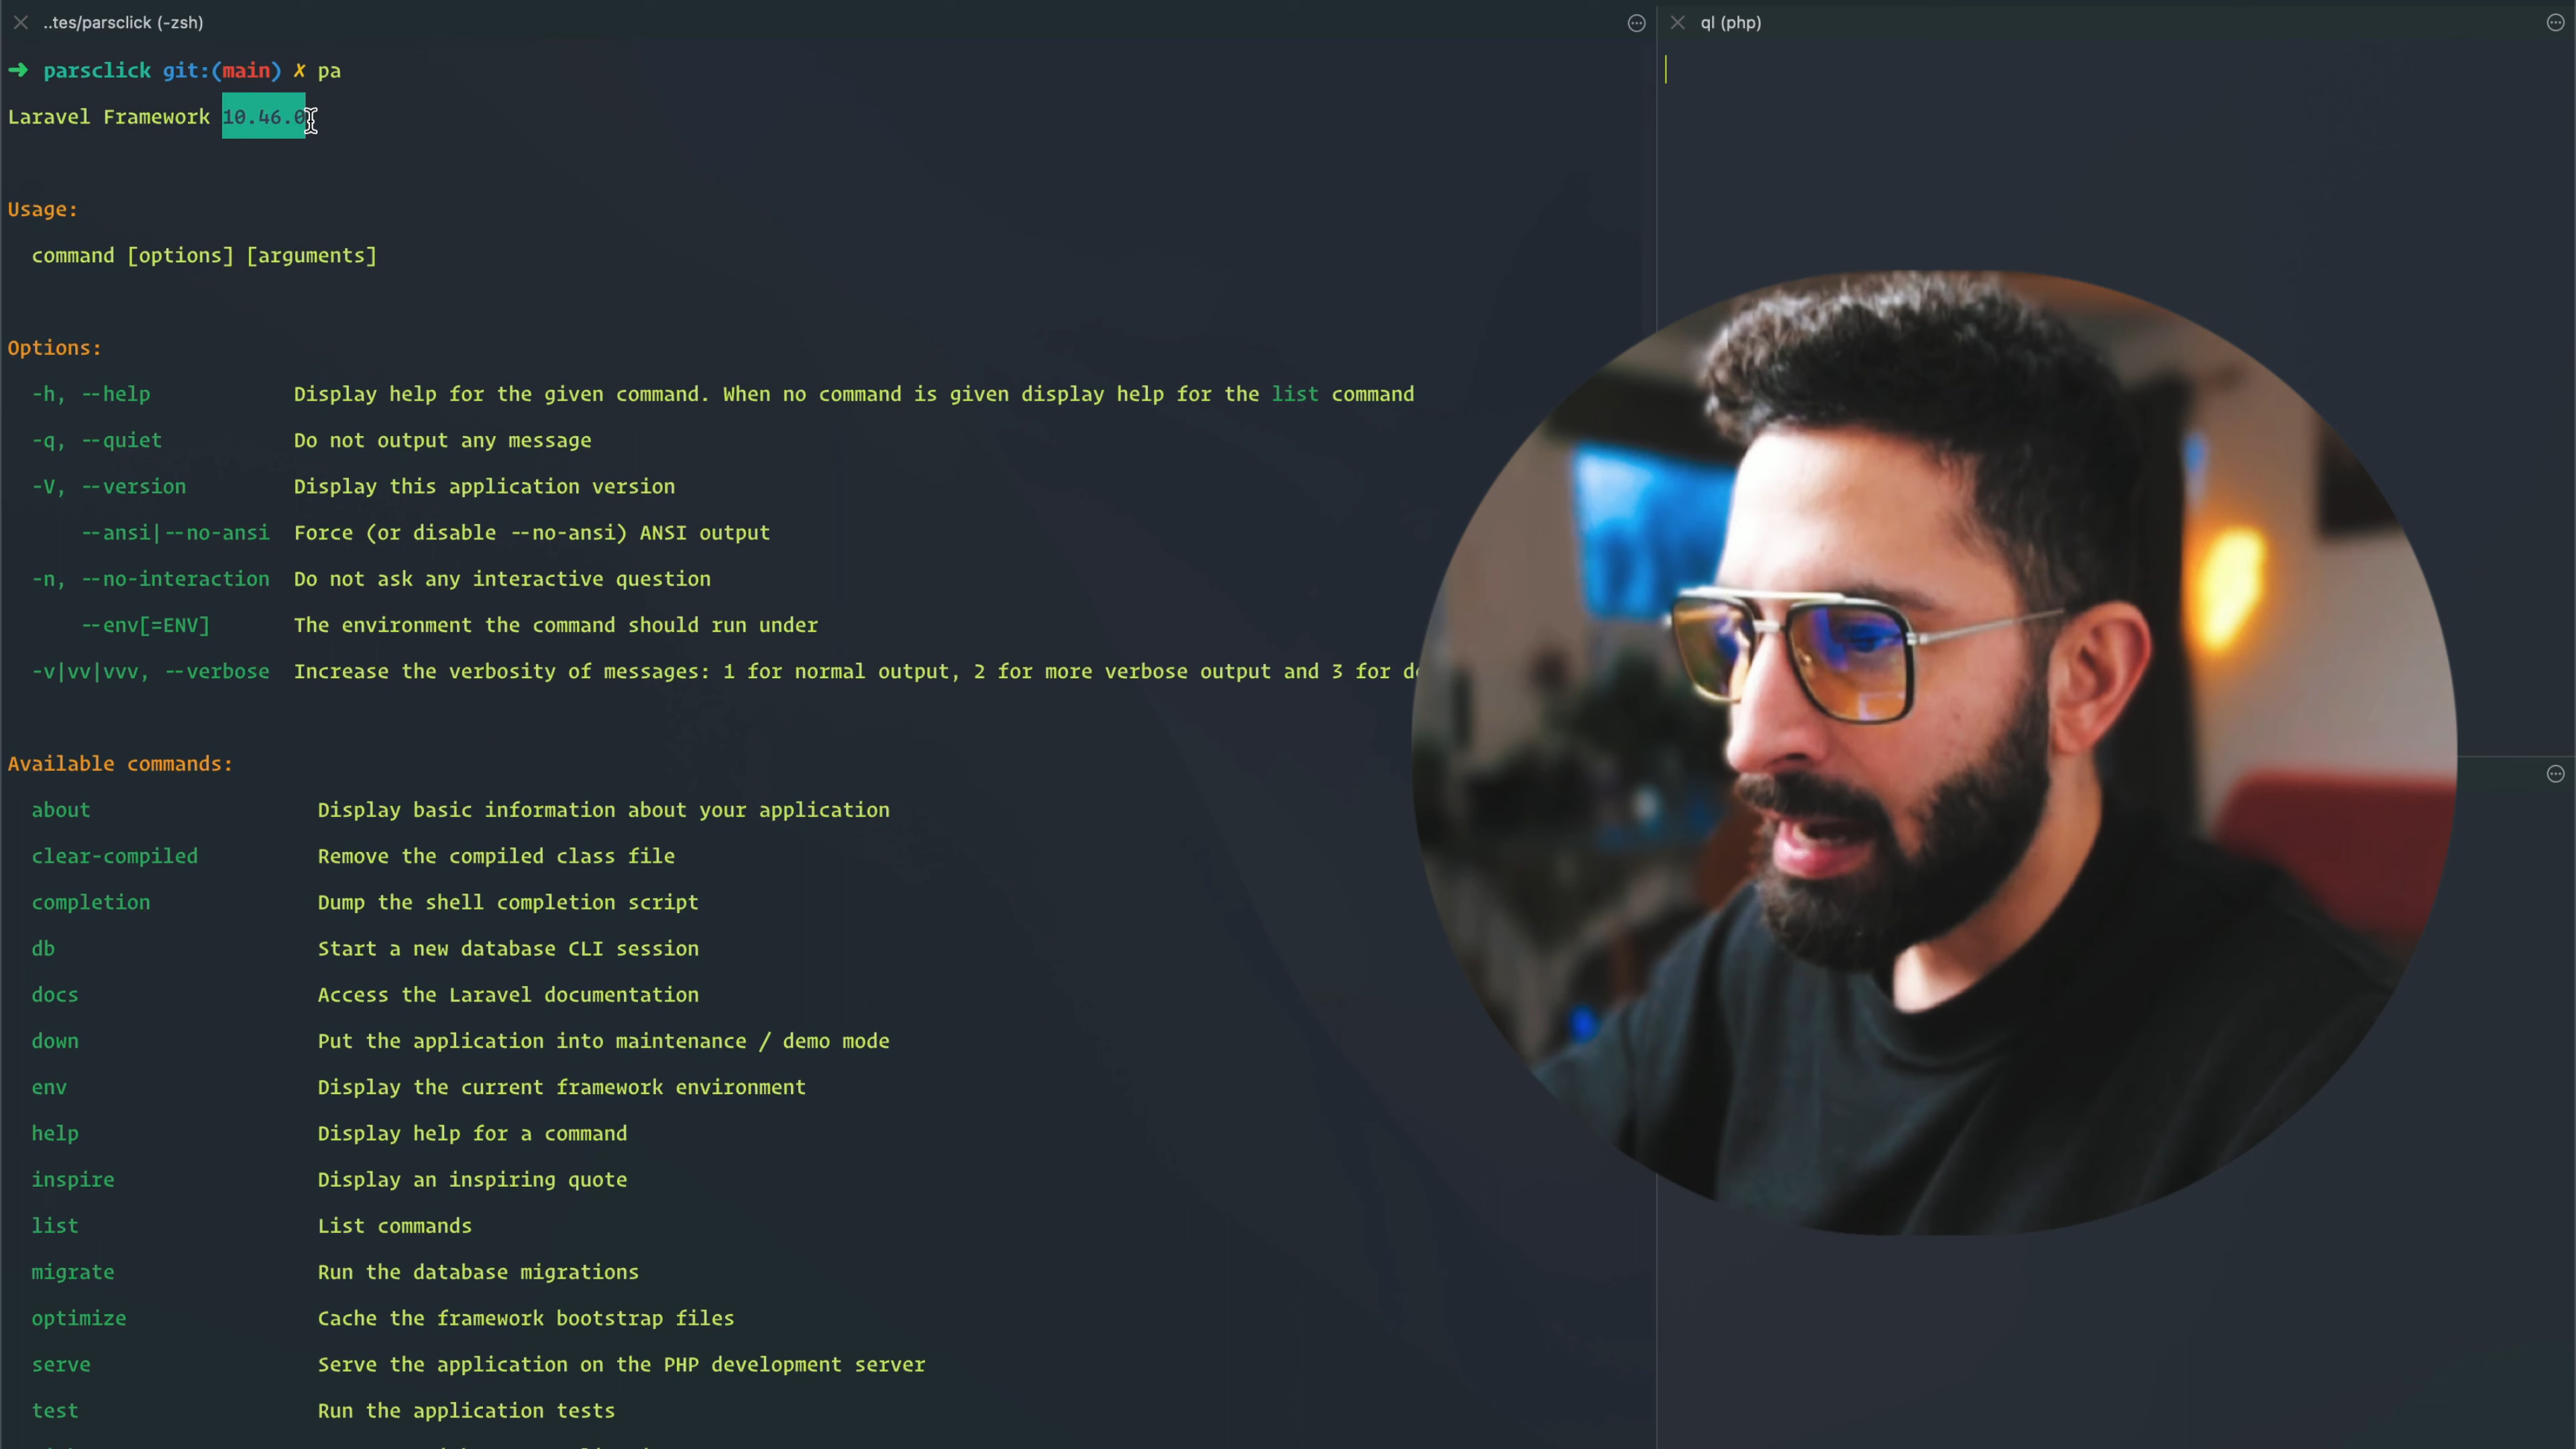 ..tes/parsclick (-zsh)
ql (php)
➜ parsclick git:(main) ✗ pa
Laravel Framework 10.46.0
Usage:
command [options] [arguments]
Options:
-h, --help Display help for the given command. When no command is given display help for the list command
-q, --quiet Do not output any message
-V, --version Display this application version
--ansi|--no-ansi Force (or disable --no-ansi) ANSI output
-n, --no-interaction Do not ask any interactive question
--env[=ENV] The environment the command should run under
-v|vv|vvv, --verbose Increase the verbosity of messages: 1 for normal output, 2 for more verbose output and 3 for
Available commands:
about Display basic information about your application
clear-compiled Remove the compiled class file
completion Dump the shell completion script
db Start a new database CLI session
docs Access the Laravel documentation
down Put the application into maintenance / demo mode
env Display the current framework environment
help Display help for a command
inspire Display an inspiring quote
list List commands
migrate Run the database migrations
optimize Cache the framework bootstrap files
serve Serve the application on the PHP development server
test Run the application tests